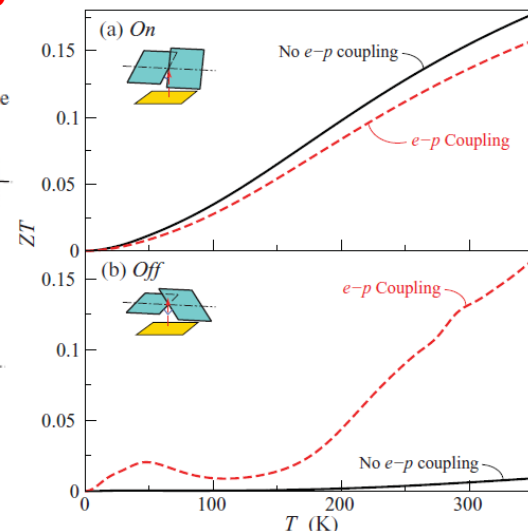 (a) On
No e−p coupling
e−p Coupling
0.15
0.1
0.05
0
e
ZT
(b) Off
e−p Coupling
No e−p coupling
0.15
0.1
0.05
0
0 100 200 300
T (K)